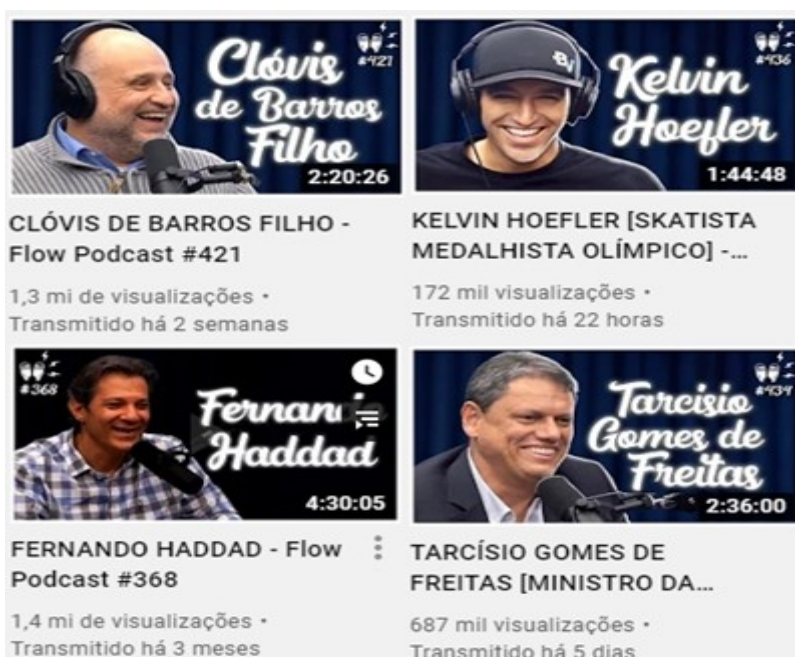 Clóvis
de Barros
Filho
#421
2:20:26
CLÓVIS DE BARROS FILHO -
Flow Podcast #421
1,3 mi de visualizações •
Transmitido há 2 semanas
Kelvin
Hoefler
#436
1:44:48
KELVIN HOEFLER [SKATISTA
MEDALHISTA OLÍMPICO] -...
172 mil visualizações •
Transmitido há 22 horas
#368
Haddad
4:30:05
FERNANDO HADDAD - Flow
Podcast #368
1,4 mi de visualizações •
Transmitido há 3 meses
Tarcísio
Gomes de
Freitas
#434
2:36:00
TARCÍSIO GOMES DE
FREITAS [MINISTRO DA...
687 mil visualizações •
Transmitido há 5 dias